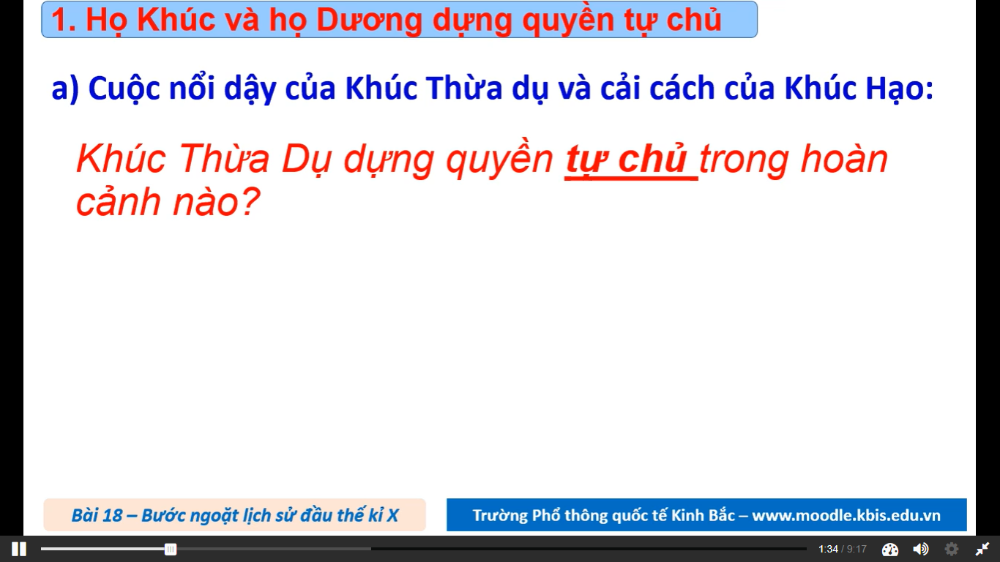 1. Họ Khúc và họ Dương dựng quyền tự chủ
a) Cuộc nổi dậy của Khúc Thừa dụ và cải cách của Khúc Hạo:
Khúc Thừa Dụ dựng quyền tự chủ trong hoàn
cảnh nào?
Bài 18 – Bước ngoặt lịch sử đầu thế kỉ X
Trường Phổ thông quốc tế Kinh Bắc – www.moodle.kbis.edu.vn
1:34 / 9:17